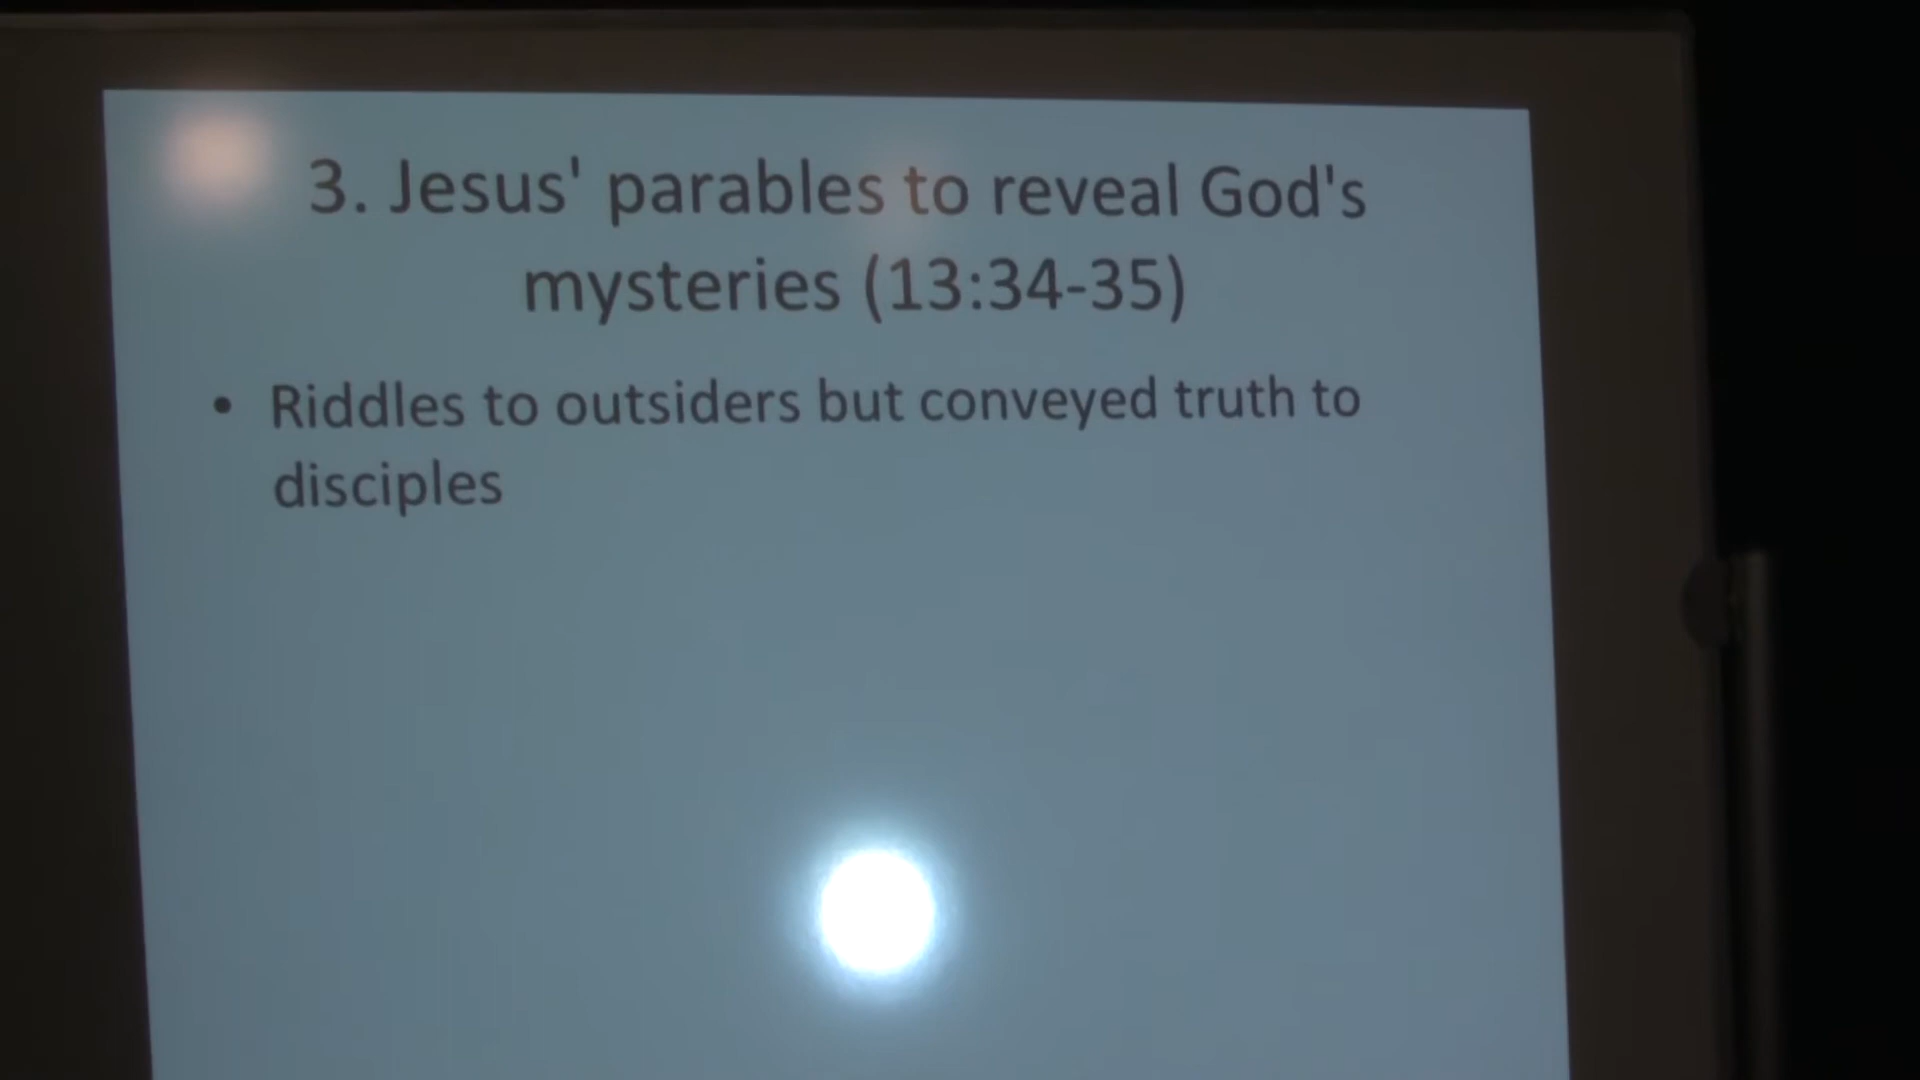 3. Jesus' parables to reveal God's
mysteries (13:34-35)
• Riddles to outsiders but conveyed truth to
disciples